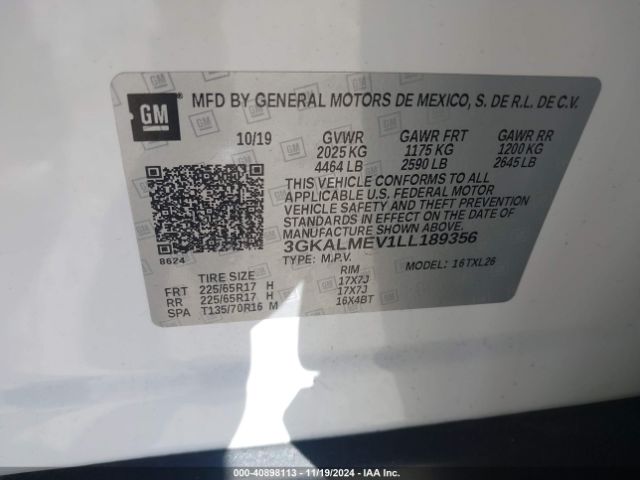 GM
MFD BY GENERAL MOTORS DE MEXICO, S. DE R.L. DE C.V.
10/19 GVWR GAWR FRT GAWR RR
2025 KG 1175 KG 1200 KG
4464 LB 2590 LB 2645 LB
THIS VEHICLE CONFORMS TO ALL
APPLICABLE U.S. FEDERAL MOTOR
VEHICLE SAFETY AND THEFT PREVENTION
STANDARDS IN EFFECT ON THE DATE OF
MANUFACTURE SHOWN ABOVE.
3GKALMEV1LL189356
8624
TYPE: M.P.V. MODEL: 16TXL26
TIRE SIZE RIM
FRT 225/65R17 H 17X7J
RR 225/65R17 H 17X7J
SPA T135/70R16 M 16X4BT
000-40898113 - 11/19/2024 - IAA Inc.